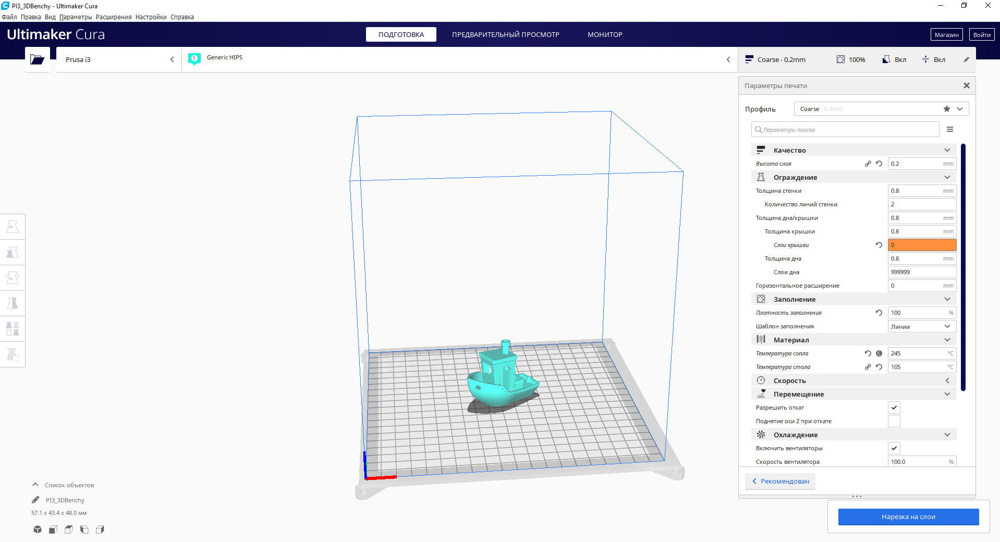 PI3_3DBenchy - Ultimaker Cura
Файл Правка Вид Параметры Расширения Настройки Справка
Ultimaker Cura
ПОДГОТОВКА
ПРЕДВАРИТЕЛЬНЫЙ ПРОСМОТР
МОНИТОР
Магазин
Войти
Prusa i3
1
Generic HIPS
Coarse - 0.2mm
100%
Вкл
Вкл
Параметры печати
Профиль
Coarse - 0.4mm
Параметры поиска
Качество
Высота слоя 0.2 mm
Ограждение
Толщина стенки 0.8 mm
Количество линий стенки 2
Толщина дна/крышки 0.8 mm
Толщина крышки 0.8 mm
Слои крышки 0
Толщина дна 0.8 mm
Слои дна 999999
Горизонтальное расширение 0 mm
Заполнение
Плотность заполнения 100 %
Шаблон заполнения Линии
Материал
Температура сопла 245 °C
Температура стола 105 °C
Скорость
Перемещение
Разрешить откат
Поднятие оси Z при откате
Охлаждение
Включить вентиляторы
Скорость вентилятора 100.0 %
Рекомендован
Список объектов
PI3_3DBenchy
57.1 x 43.4 x 48.0 мм
Нарезка на слои